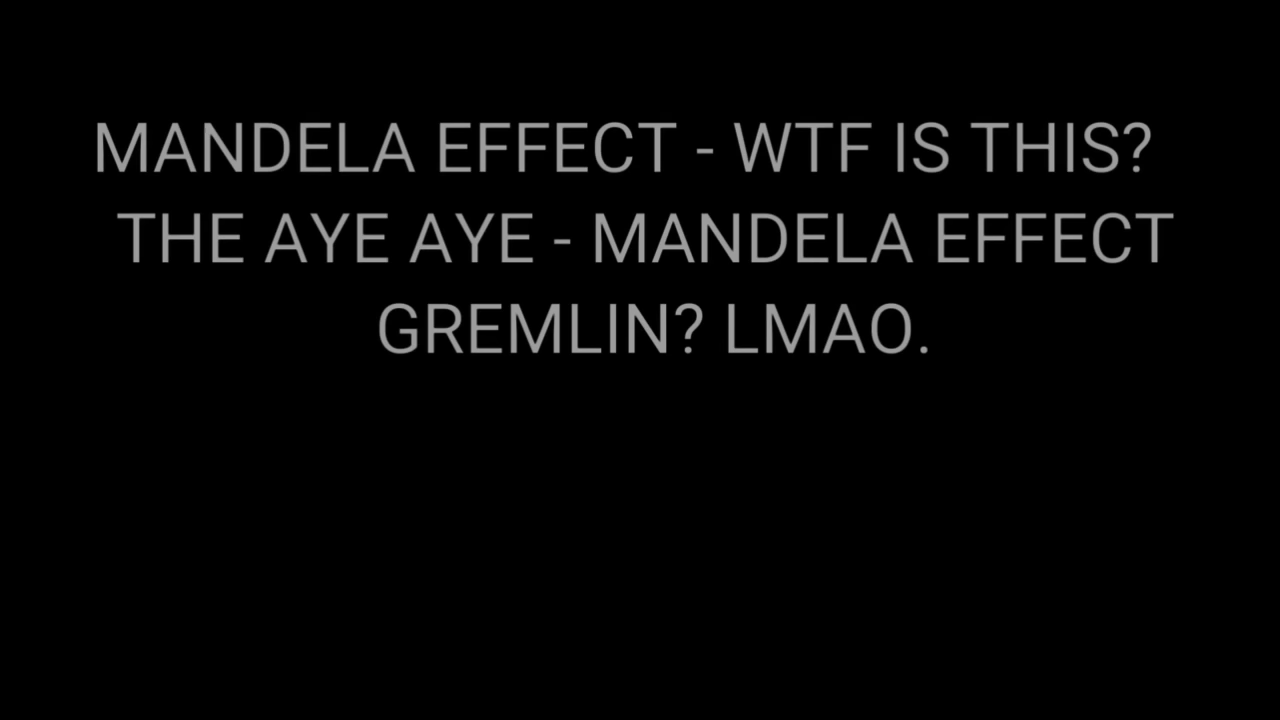 MANDELA EFFECT - WTF IS THIS?
THE AYE AYE - MANDELA EFFECT
GREMLIN? LMAO.